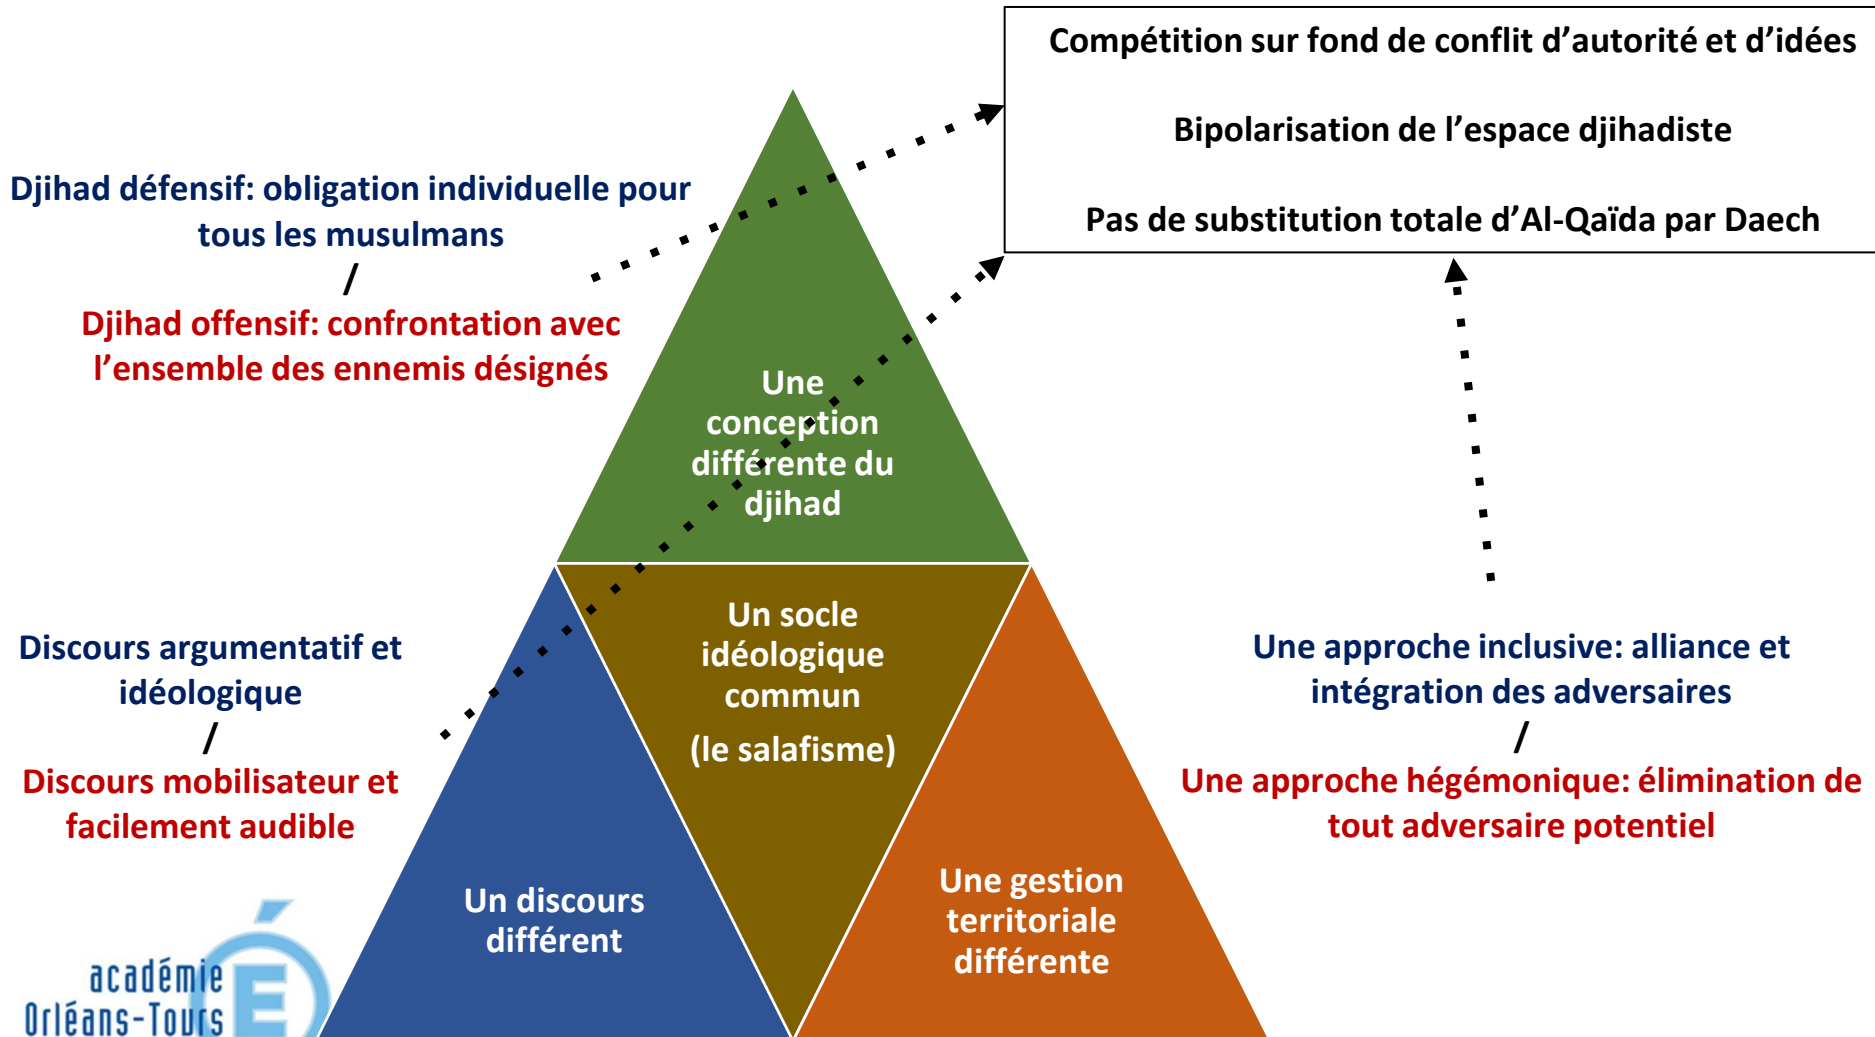 Compétition sur fond de conflit d’autorité et d’idées
Bipolarisation de l’espace djihadiste
Pas de substitution totale d’Al-Qaïda par Daech
Djihad défensif: obligation individuelle pour
tous les musulmans
/
Djihad offensif: confrontation avec
l’ensemble des ennemis désignés
Une
conception
différente du
djihad
Discours argumentatif et
idéologique
/
Discours mobilisateur et
facilement audible
Un socle
idéologique
commun
(le salafisme)
Une approche inclusive: alliance et
intégration des adversaires
/
Une approche hégémonique: élimination de
tout adversaire potentiel
Un discours
différent
Une gestion
territoriale
différente
académie
Orléans-Tours
É